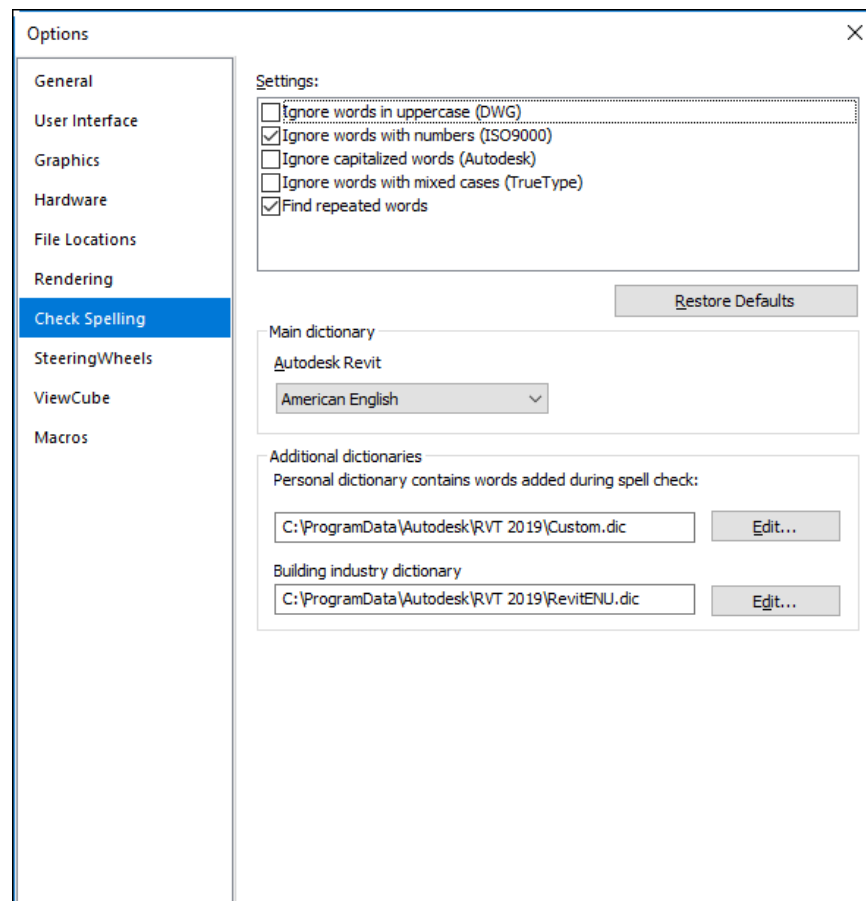 Options
General
User Interface
Graphics
Hardware
File Locations
Rendering
Check Spelling
SteeringWheels
ViewCube
Macros
Settings:
Ignore words in uppercase (DWG)
Ignore words with numbers (ISO9000)
Ignore capitalized words (Autodesk)
Ignore words with mixed cases (TrueType)
Find repeated words
Restore Defaults
Main dictionary
Autodesk Revit
American English
Additional dictionaries
Personal dictionary contains words added during spell check:
C:\ProgramData\Autodesk\RVT 2019\Custom.dic
Edit...
Building industry dictionary
C:\ProgramData\Autodesk\RVT 2019\RevitENU.dic
Edit...